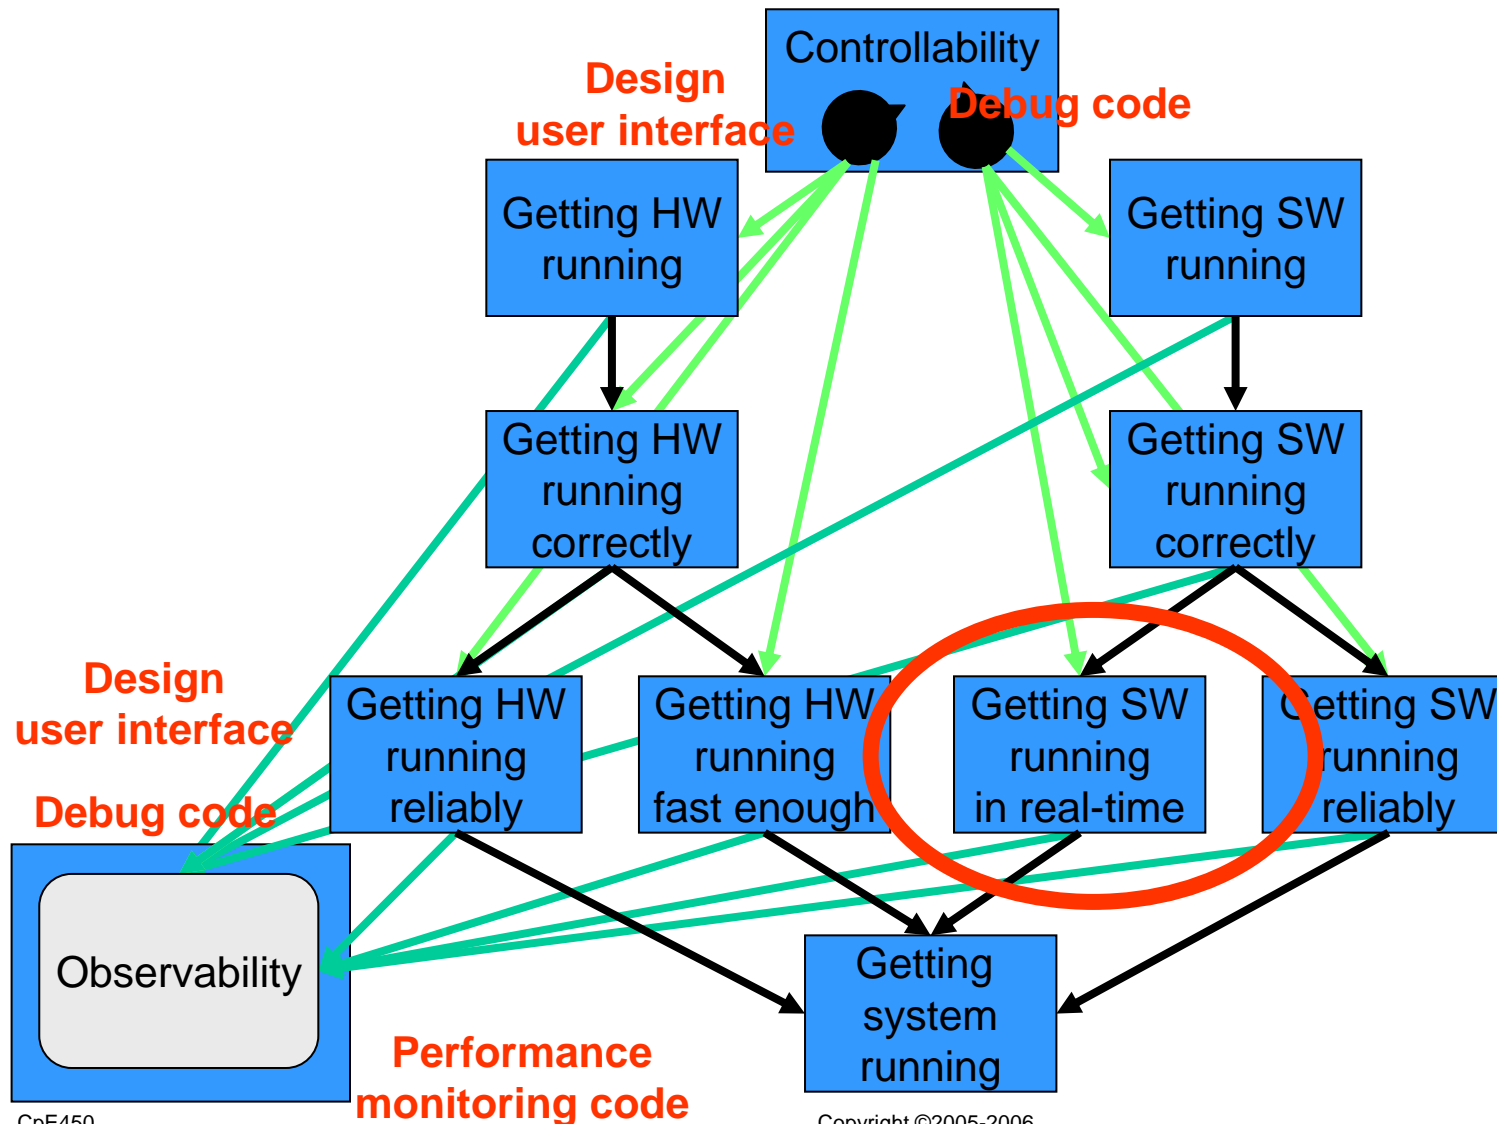 Controllability
Design
user interface
Debug code
Getting HW
running
Getting SW
running
Getting HW
running
correctly
Getting SW
running
correctly
Design
user interface
Debug code
Getting HW
running
reliably
Getting HW
running
fast enough
Getting SW
running
in real-time
Getting SW
running
reliably
Observability
Getting
system
running
Performance
monitoring code
CpE450
Copyright ©2005-2006